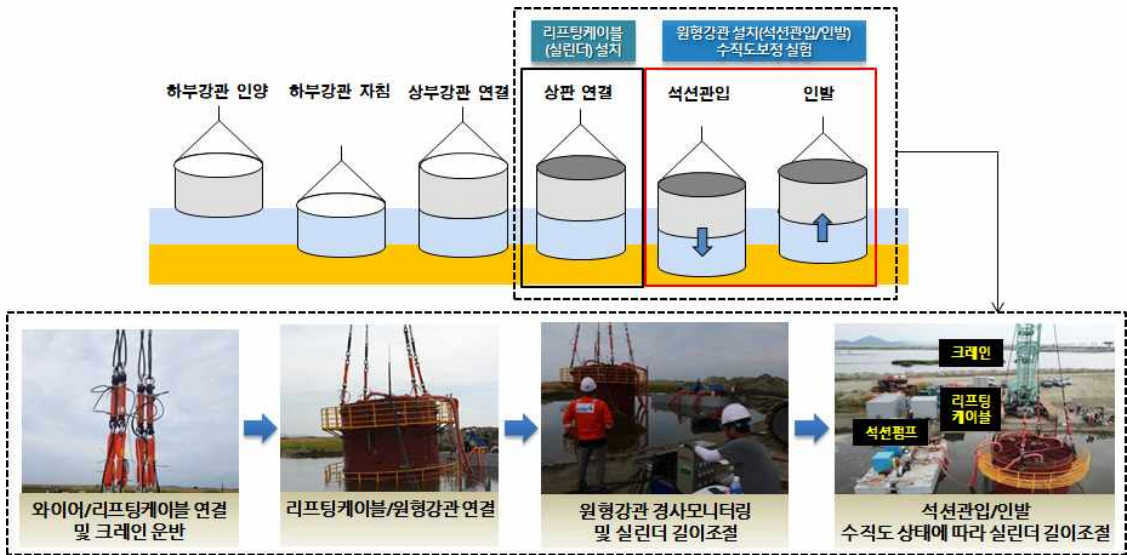 리프팅케이블
(실린더) 설치
원형강관 설치(석션관입/인발)
수직도보정 실험
하부강관 인양
하부강관 자침
상부강관 연결
상판 연결
석션관입
인발
크레인
리프팅
케이블
석션펌프
와이어/리프팅케이블 연결
및 크레인 운반
리프팅케이블/원형강관 연결
원형강관 경사모니터링
및 실린더 길이조절
석션관입/인발
수직도 상태에 따라 실린더 길이조절